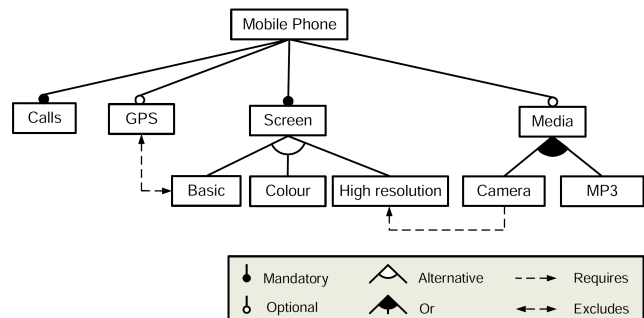 Mobile Phone
Calls
GPS
Screen
Media
Basic
Colour
High resolution
Camera
MP3
Mandatory
Alternative
Requires
Optional
Or
Excludes